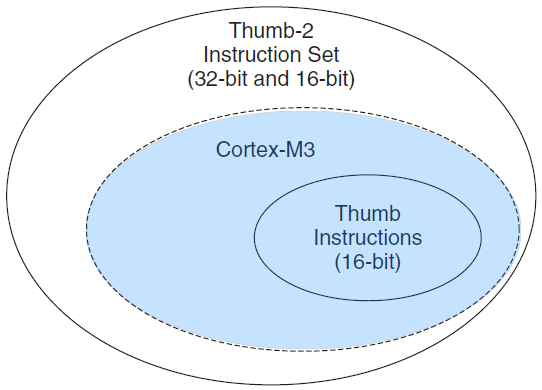 Thumb-2
Instruction Set
(32-bit and 16-bit)
Cortex-M3
Thumb
Instructions
(16-bit)